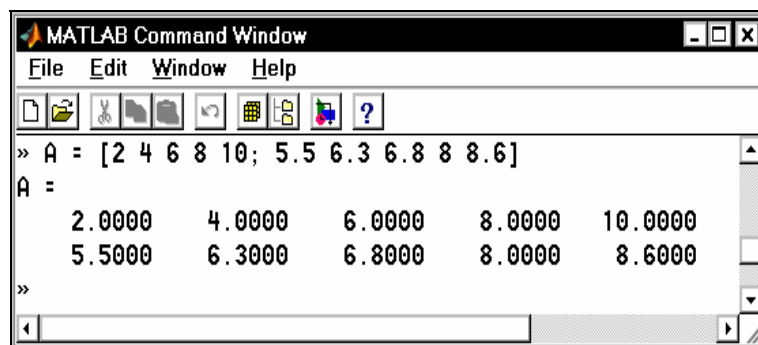 MATLAB Command Window
File Edit Window Help
?
» A = [2 4 6 8 10; 5.5 6.3 6.8 8 8.6]
A =
2.0000 4.0000 6.0000 8.0000 10.0000
5.5000 6.3000 6.8000 8.0000 8.6000
»